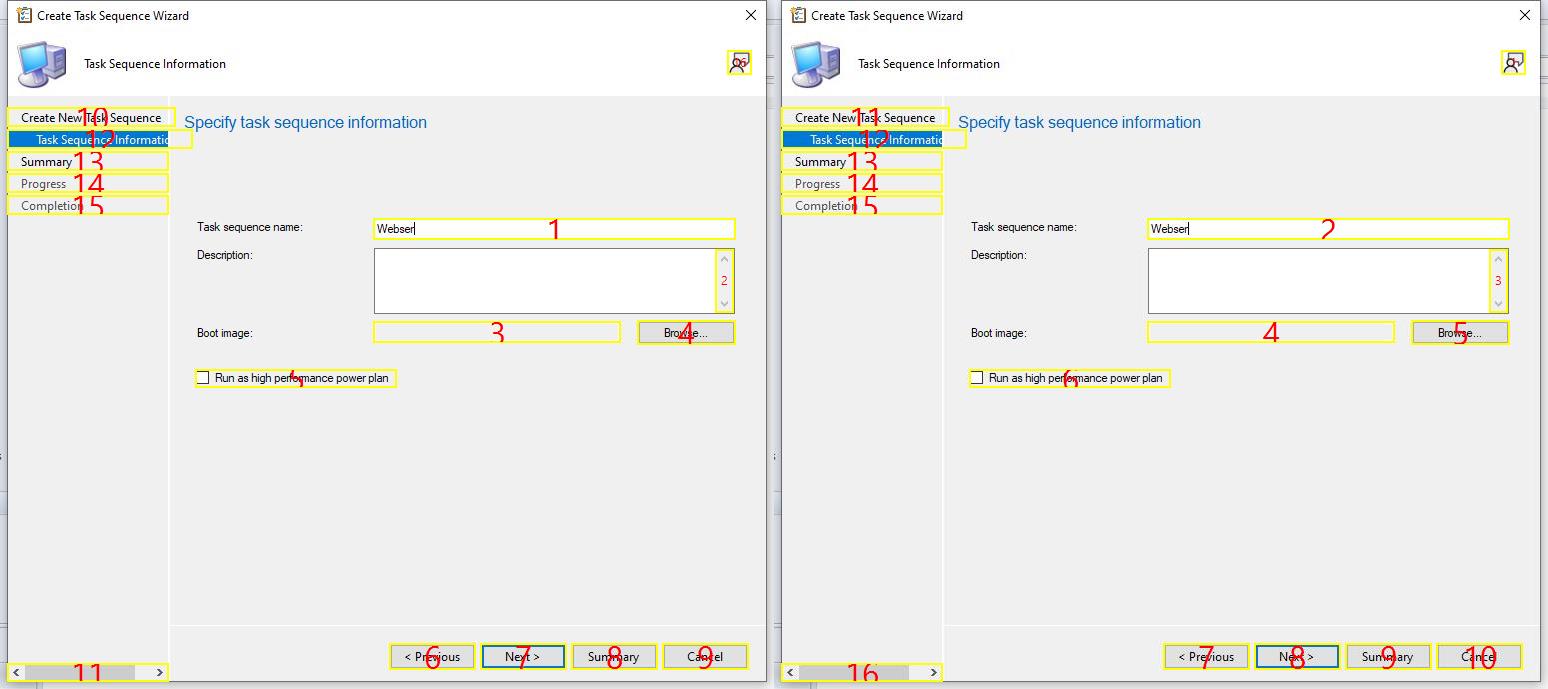 Create Task Sequence Wizard
Task Sequence Information
16
Create New Task Sequence
10
Task Sequence Informatio
12
Summary
13
Progress
14
Completion
15
11
Specify task sequence information
Task sequence name:
Webser
1
Description:
2
Boot image:
3
Browse...
4
Run as high performance power plan
5
< Previous
6
Next >
7
Summary
8
Cancel
9
Create Task Sequence Wizard
Task Sequence Information
1
Create New Task Sequence
11
Task Sequence Informatio
12
Summary
13
Progress
14
Completion
15
16
Specify task sequence information
Task sequence name:
Webser
2
Description:
3
Boot image:
4
Browse...
5
Run as high performance power plan
6
< Previous
7
Next >
8
Summary
9
Cancel
10